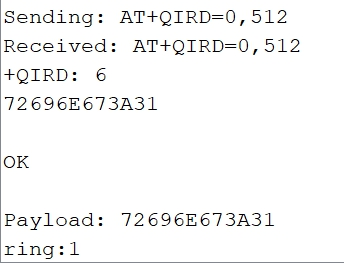 Sending: AT+QIRD=0,512
Received: AT+QIRD=0,512
+QIRD: 6
72696E673A31
OK
Payload: 72696E673A31
ring:1